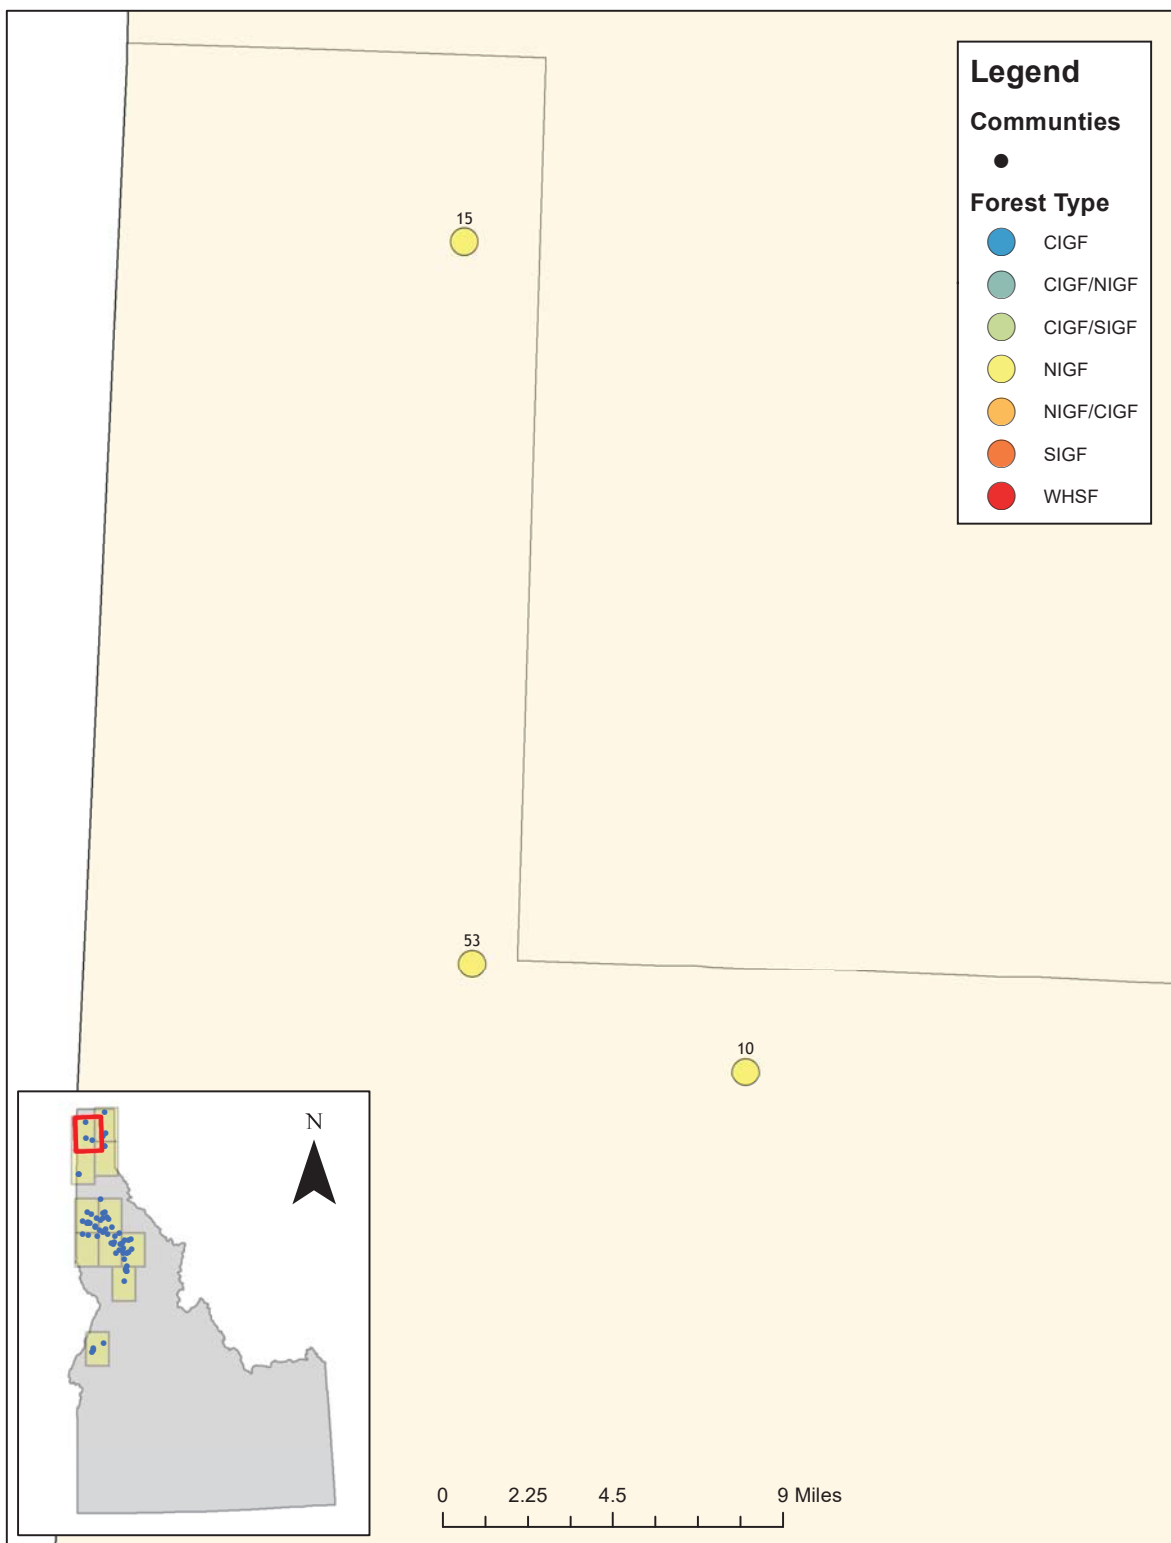 Legend
Communties
Forest Type
CIGF
CIGF/NIGF
CIGF/SIGF
NIGF
NIGF/CIGF
SIGF
WHSF
15
53
10
N
0 2.25 4.5 9 Miles